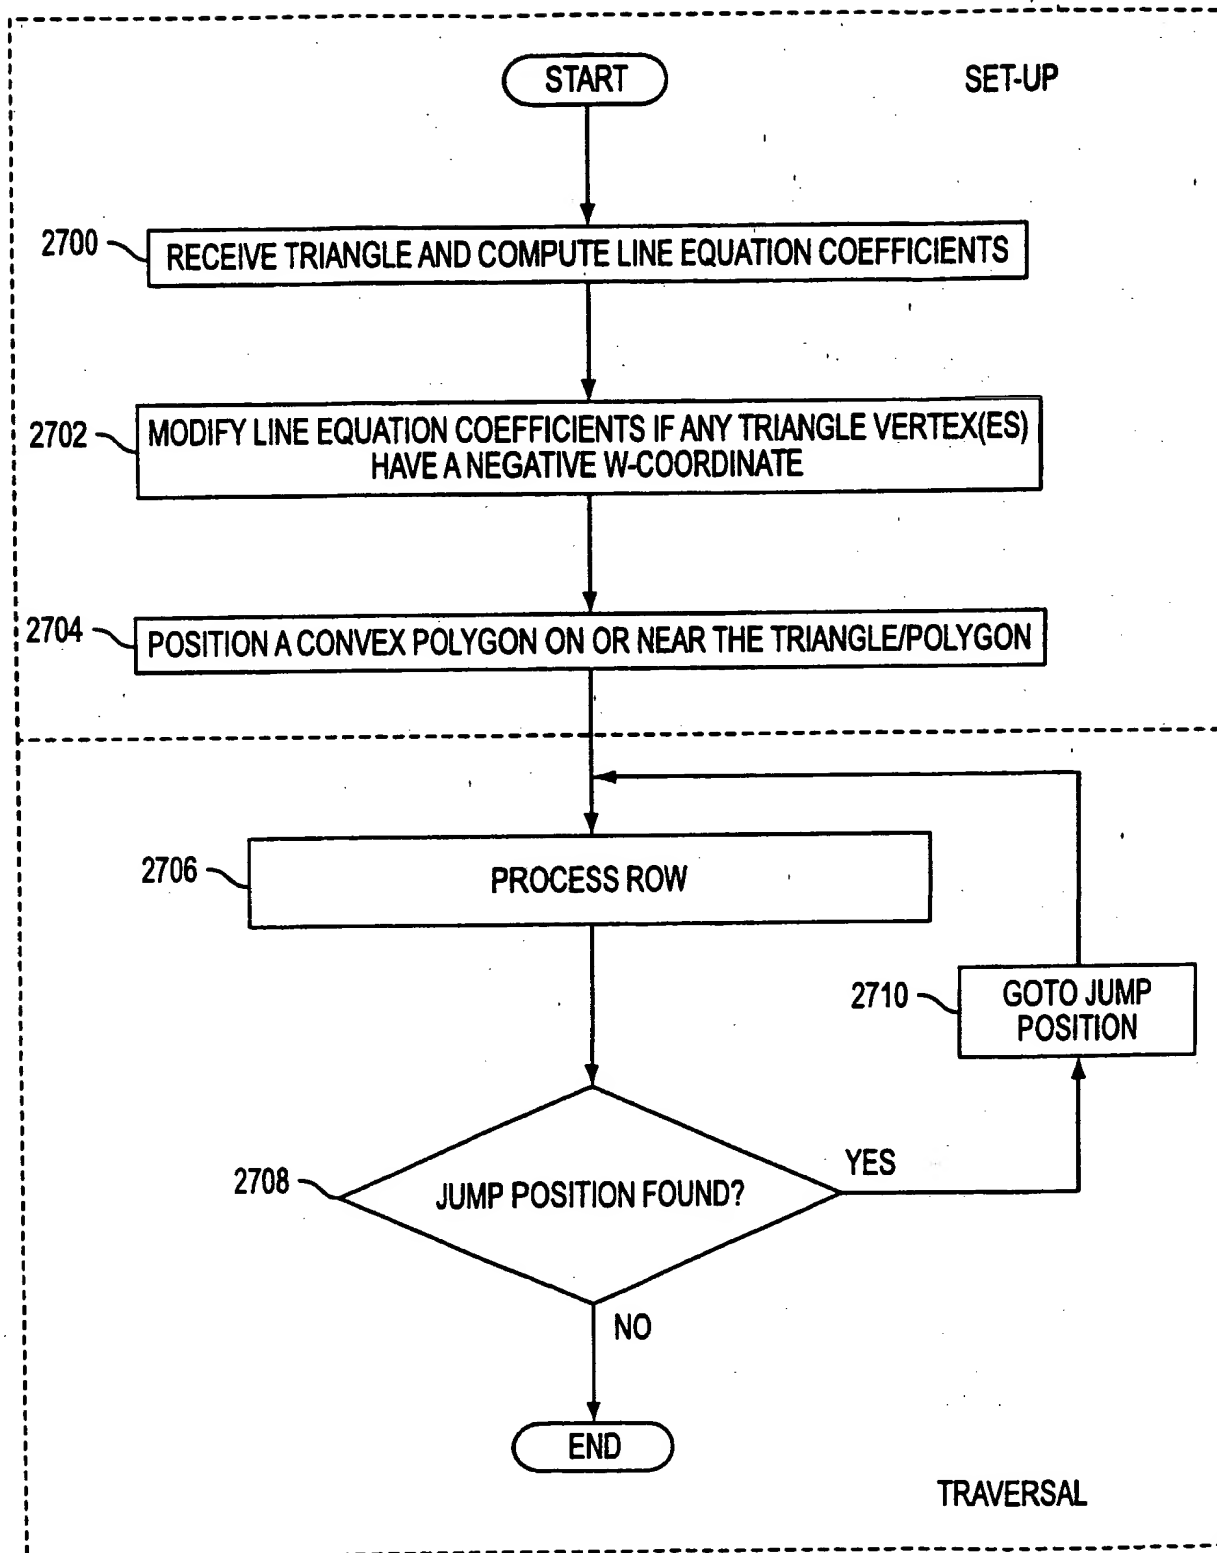 START
SET-UP
2700
RECEIVE TRIANGLE AND COMPUTE LINE EQUATION COEFFICIENTS
2702
MODIFY LINE EQUATION COEFFICIENTS IF ANY TRIANGLE VERTEX(ES)
HAVE A NEGATIVE W-COORDINATE
2704
POSITION A CONVEX POLYGON ON OR NEAR THE TRIANGLE/POLYGON
2706
PROCESS ROW
2710
GOTO JUMP
POSITION
2708
JUMP POSITION FOUND?
YES
NO
END
TRAVERSAL